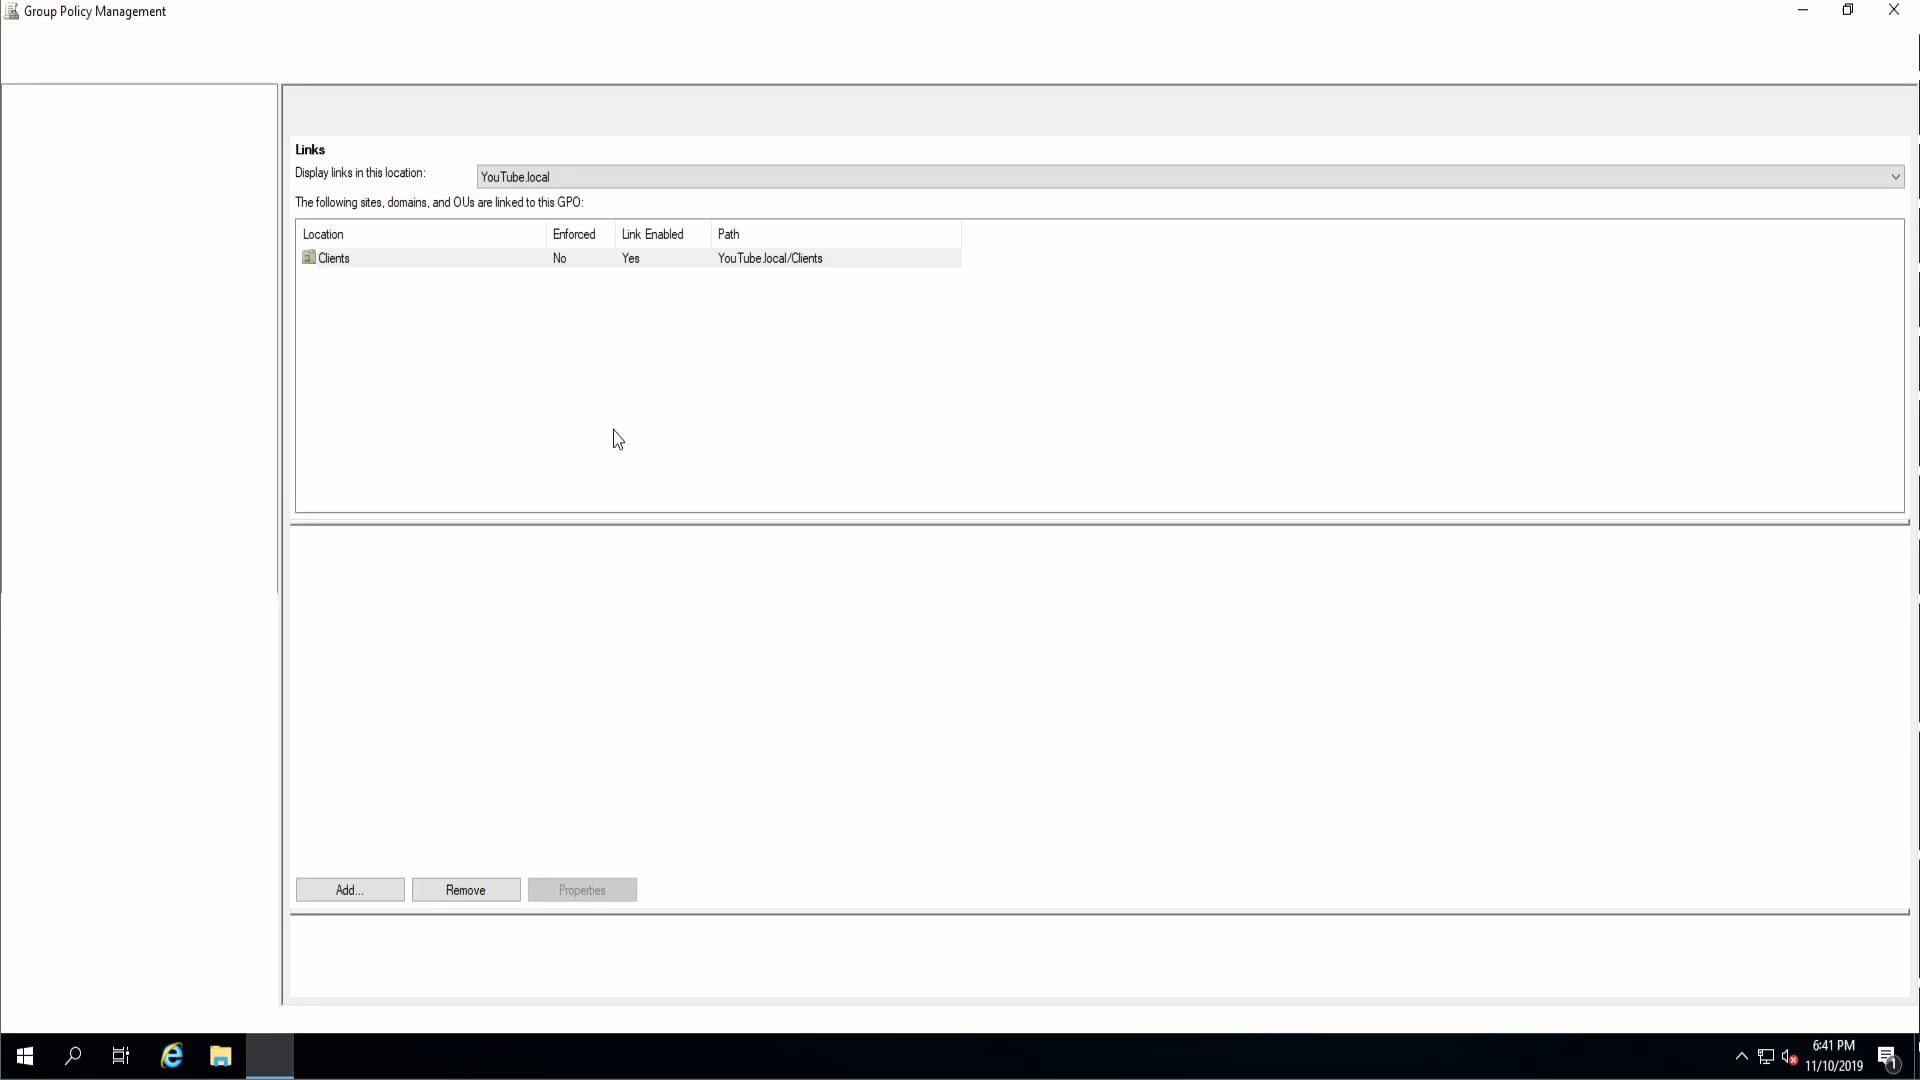 Group Policy Management
Links
Display links in this location:
YouTube.local
The following sites, domains, and OUs are linked to this GPO:
Location Enforced Link Enabled Path
Clients No Yes YouTube.local/Clients
Add... Remove Properties
6:41 PM
11/10/2019
1